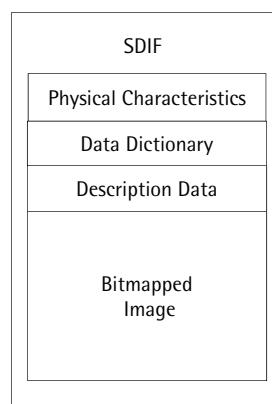 SDIF
Physical Characteristics
Data Dictionary
Description Data
Bitmapped
Image